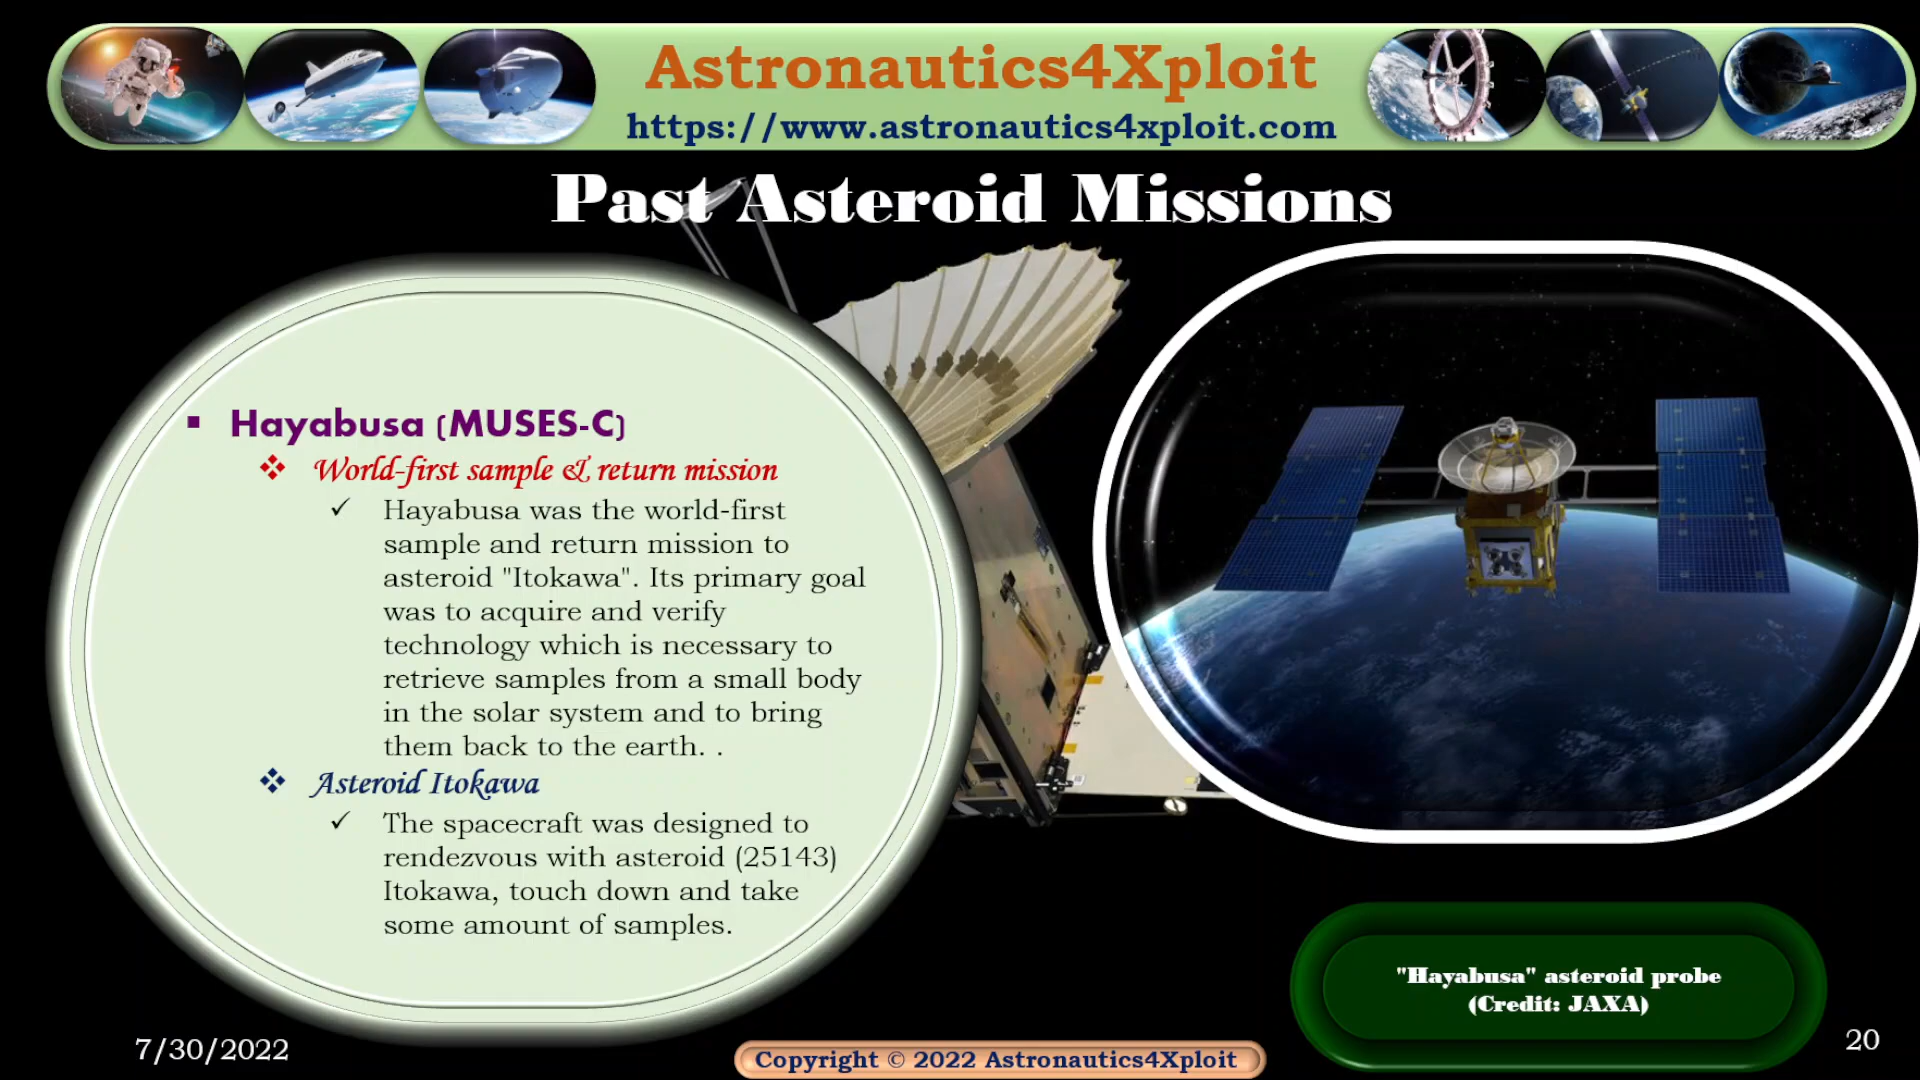 Astronautics4Xploit
https://www.astronautics4xploit.com
Past Asteroid Missions
Hayabusa (MUSES-C)
World-first sample & return mission
Hayabusa was the world-first
sample and return mission to
asteroid "Itokawa". Its primary goal
was to acquire and verify
technology which is necessary to
retrieve samples from a small body
in the solar system and to bring
them back to the earth. .
Asteroid Itokawa
The spacecraft was designed to
rendezvous with asteroid (25143)
Itokawa, touch down and take
some amount of samples.
"Hayabusa" asteroid probe
(Credit: JAXA)
7/30/2022
Copyright © 2022 Astronautics4Xploit
20